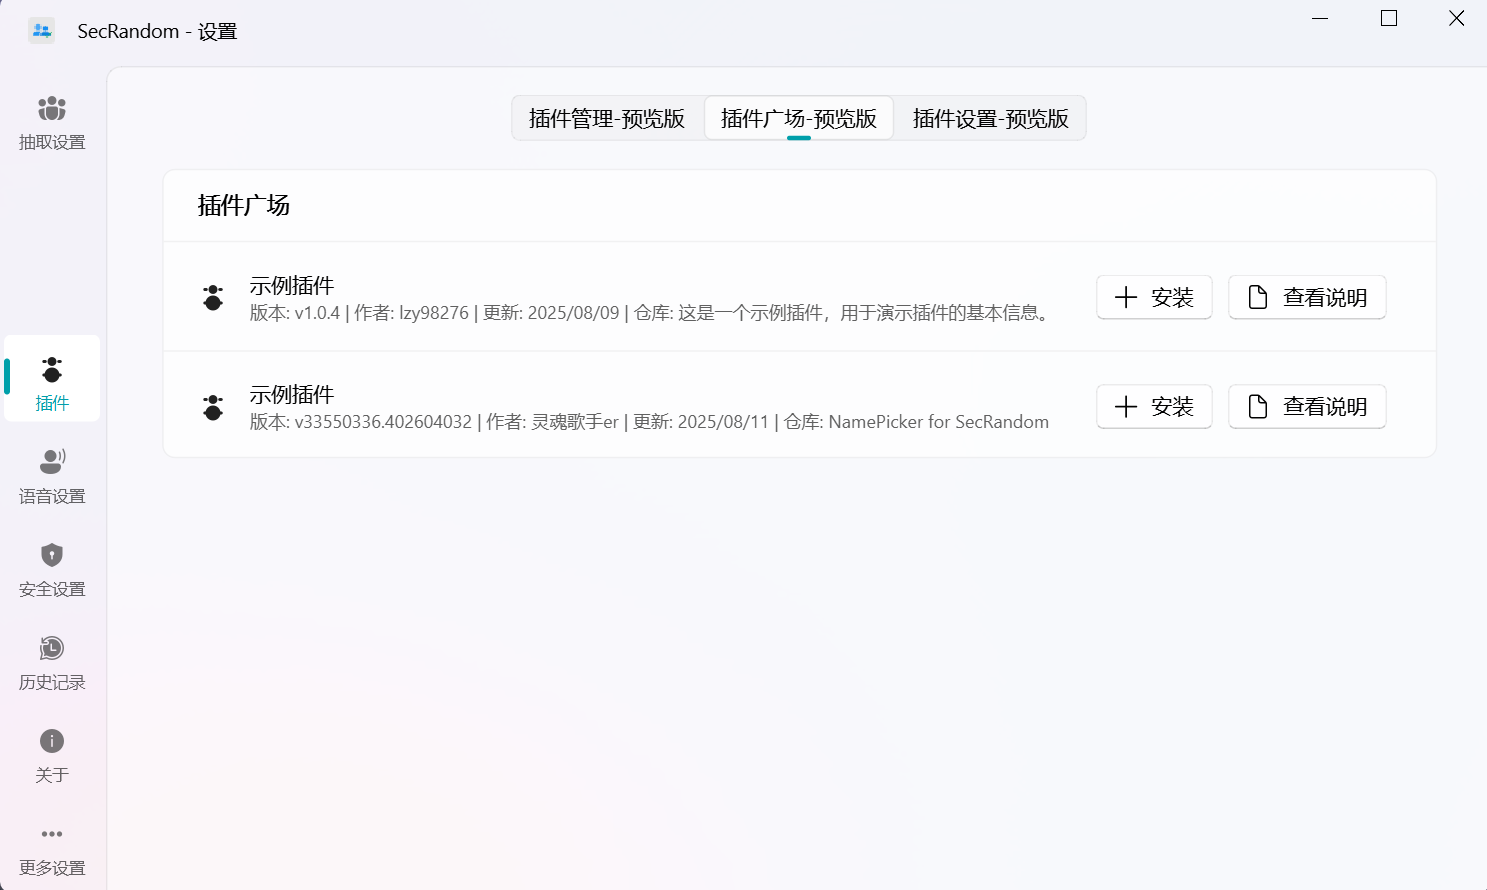 SecRandom - 设置
抽取设置
插件
语音设置
安全设置
历史记录
关于
更多设置
插件管理-预览版
插件广场-预览版
插件设置-预览版
插件广场
示例插件
版本: v1.0.4 | 作者: lzy98276 | 更新: 2025/08/09 | 仓库: 这是一个示例插件，用于演示插件的基本信息。
安装
查看说明
示例插件
版本: v33550336.402604032 | 作者: 灵魂歌手er | 更新: 2025/08/11 | 仓库: NamePicker for SecRandom
安装
查看说明